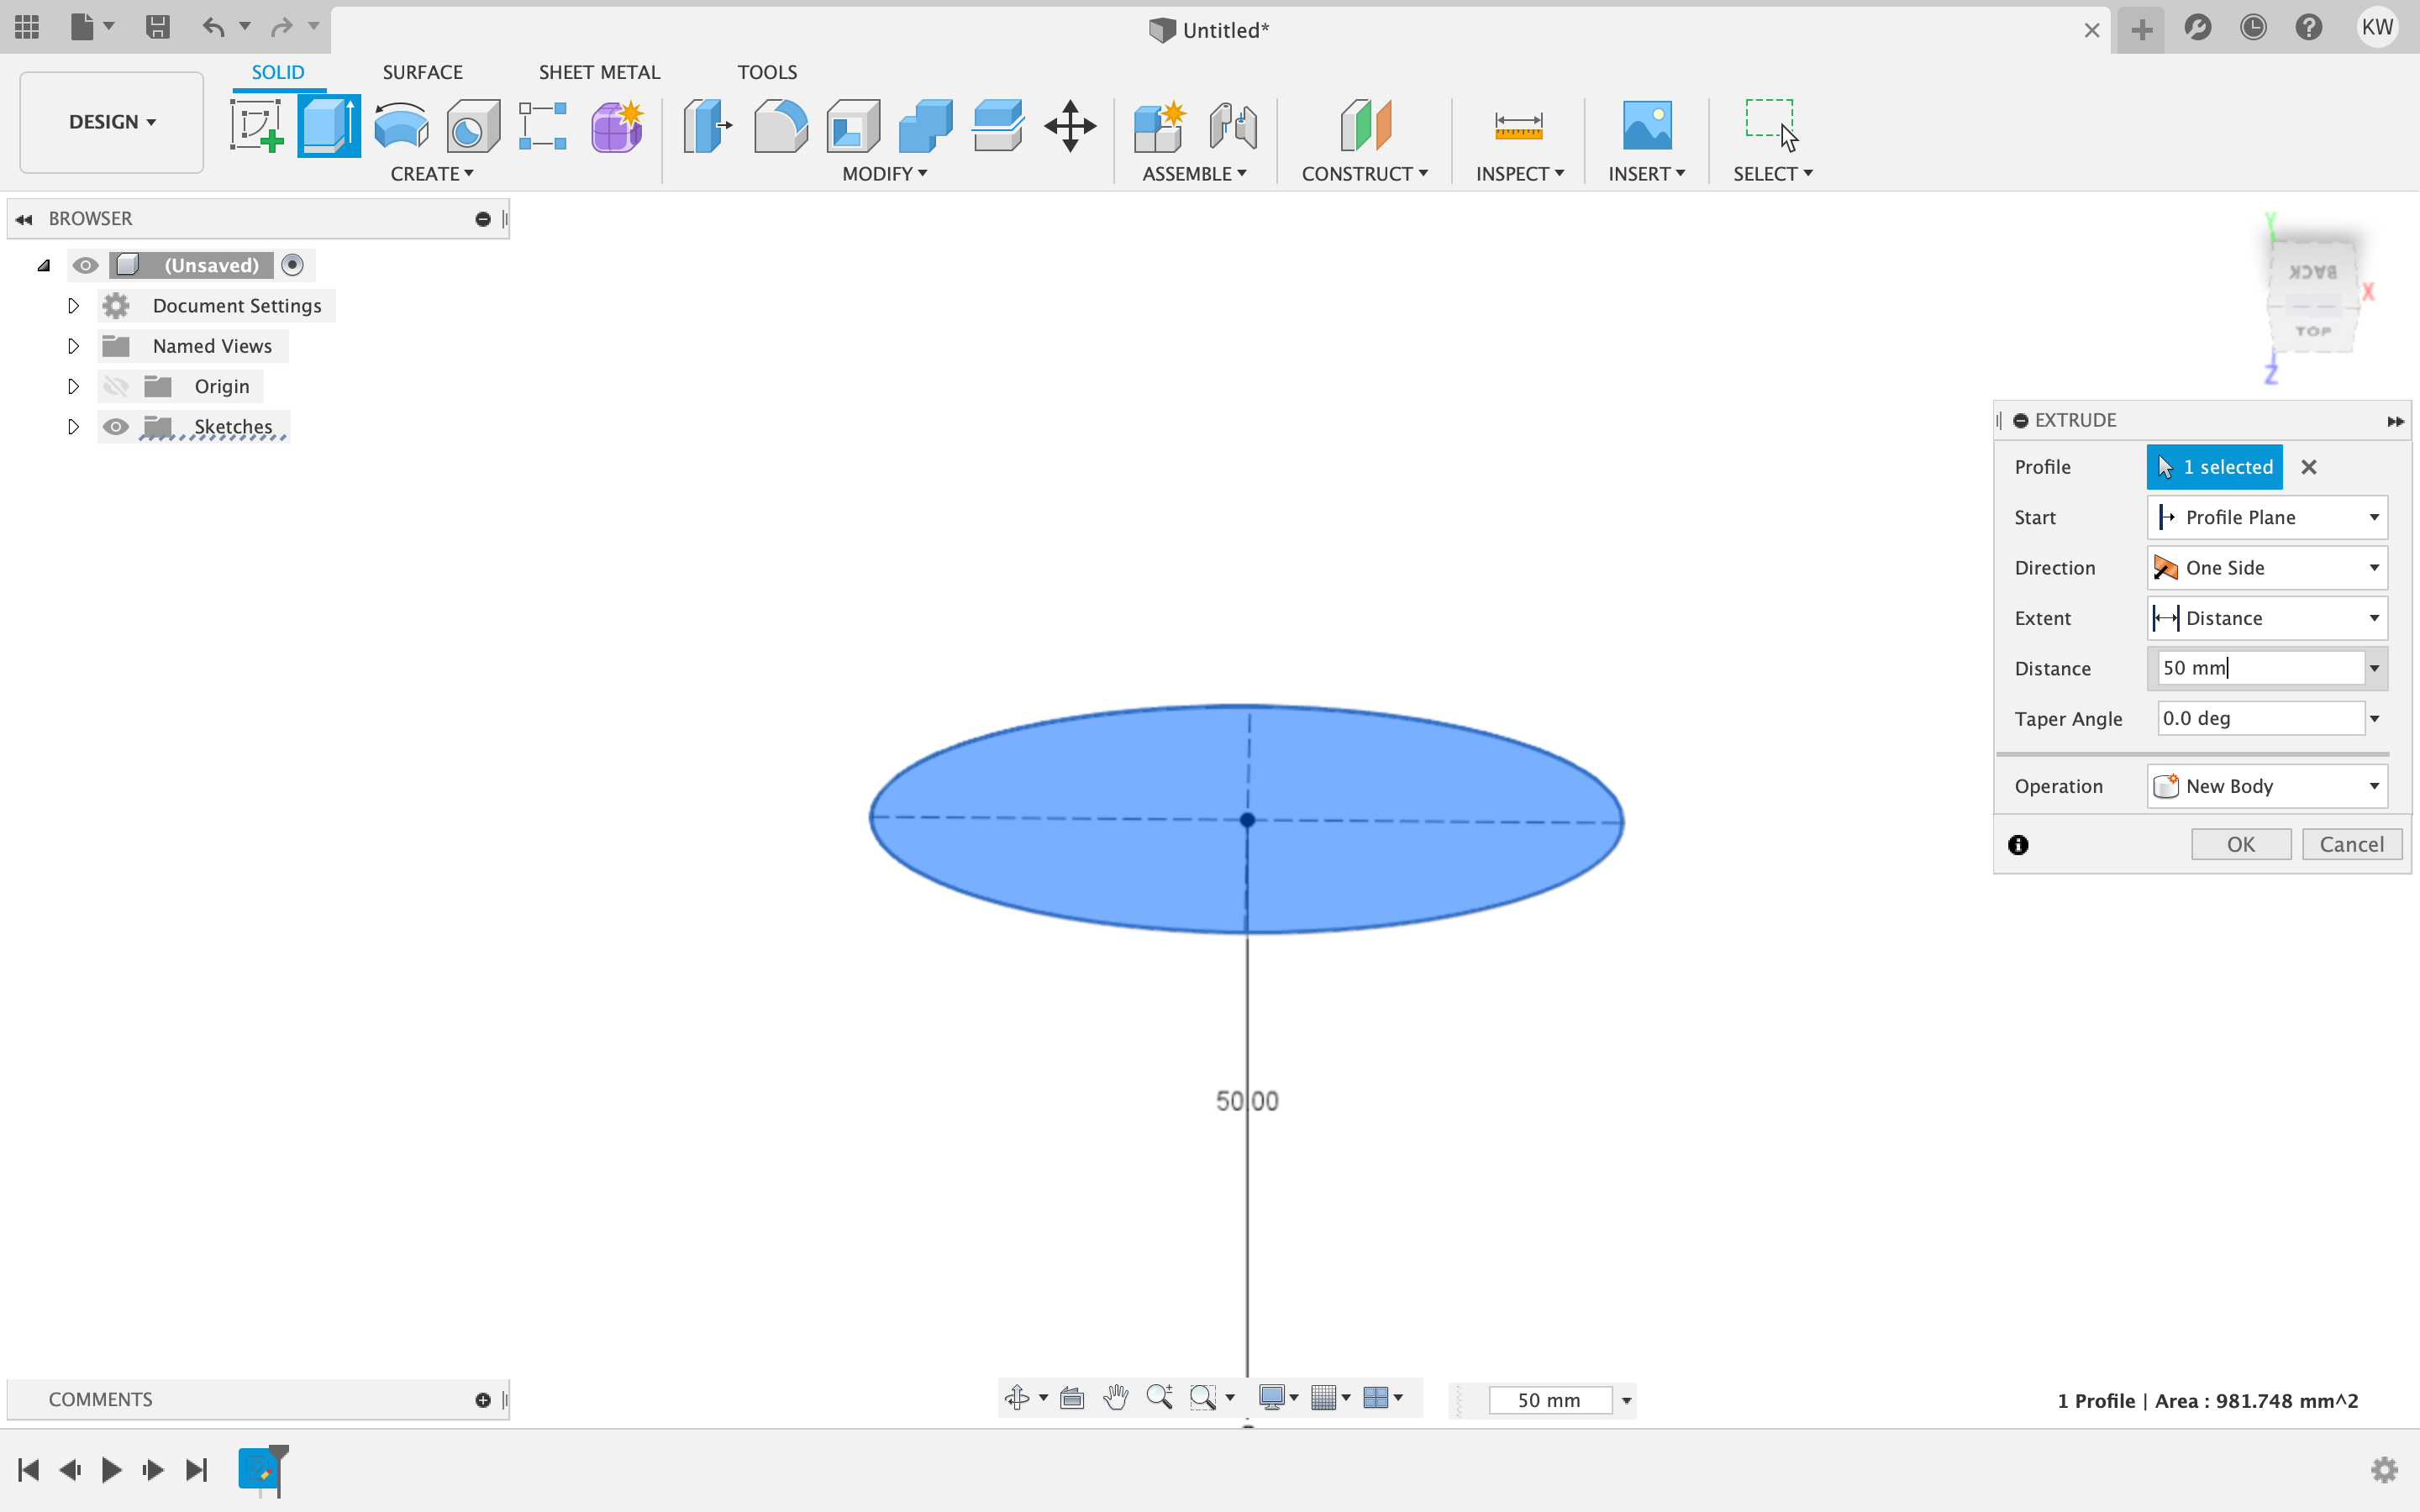 Untitled*
KW
SOLID SURFACE SHEET METAL TOOLS
DESIGN
CREATE MODIFY ASSEMBLE CONSTRUCT INSPECT INSERT SELECT
BROWSER
(Unsaved)
Document Settings
Named Views
Origin
Sketches
Y
BACK
X
TOP
Z
EXTRUDE
Profile 1 selected
Start Profile Plane
Direction One Side
Extent Distance
Distance 50 mm
Taper Angle 0.0 deg
Operation New Body
OK Cancel
50.00
COMMENTS
50 mm
1 Profile | Area : 981.748 mm^2